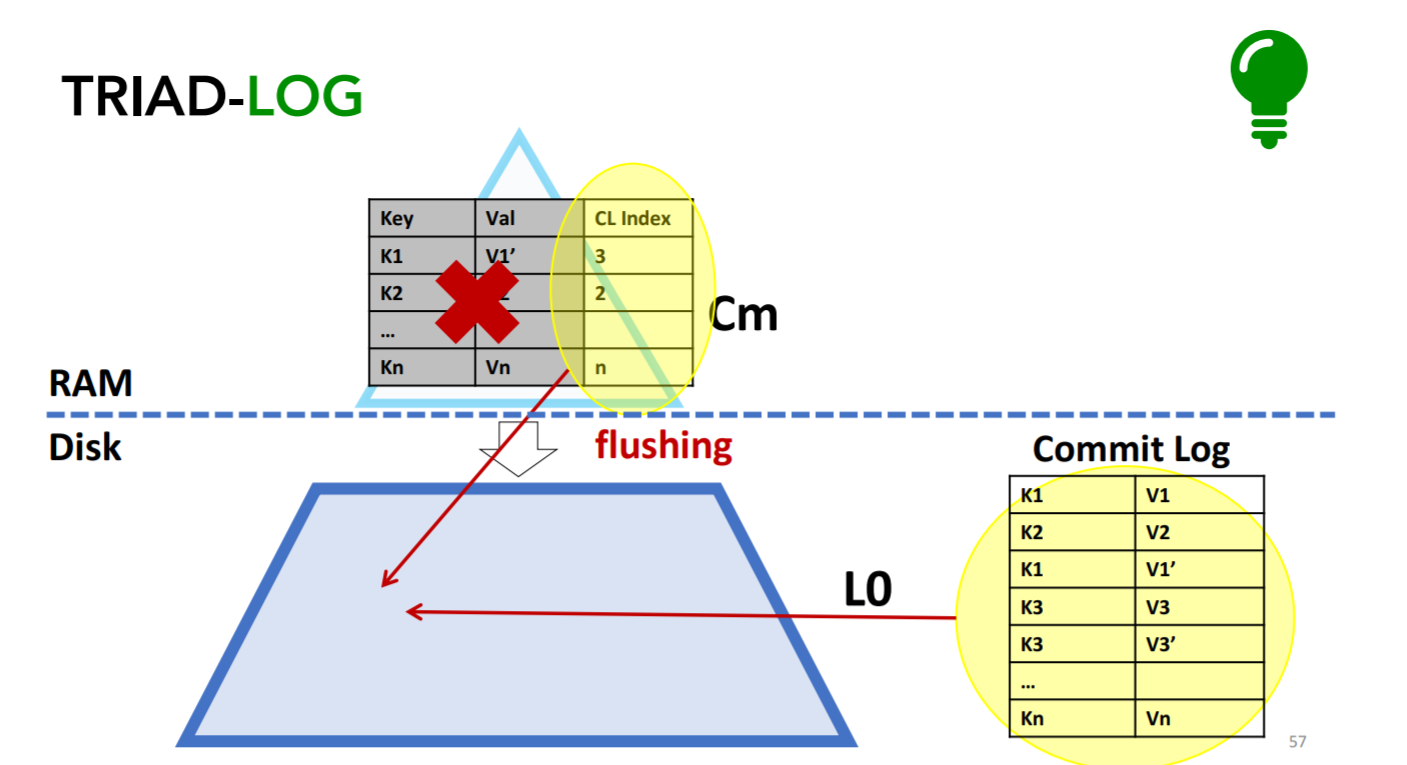 TRIAD-LOG
Key Val CL Index
K1 V1’ 3
K2 2
...
Kn Vn n
Cm
RAM
Disk
flushing
Commit Log
K1 V1
K2 V2
K1 V1’
K3 V3
K3 V3’
...
Kn Vn
L0
57